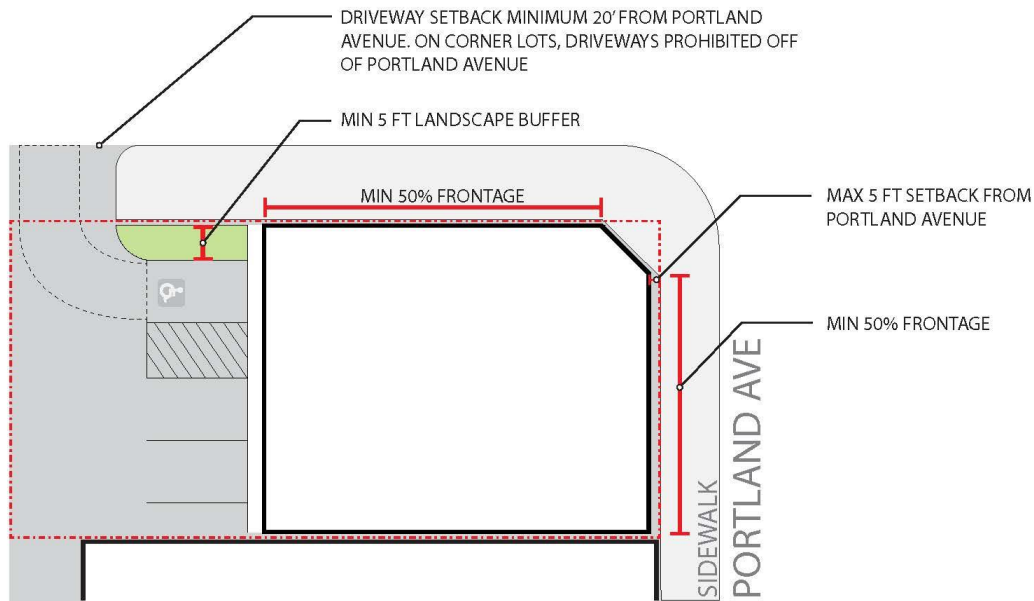 DRIVEWAY SETBACK MINIMUM 20' FROM PORTLAND
AVENUE. ON CORNER LOTS, DRIVEWAYS PROHIBITED OFF
OF PORTLAND AVENUE
MIN 5 FT LANDSCAPE BUFFER
MIN 50% FRONTAGE
MAX 5 FT SETBACK FROM
PORTLAND AVENUE
MIN 50% FRONTAGE
SIDEWALK
PORTLAND AVE